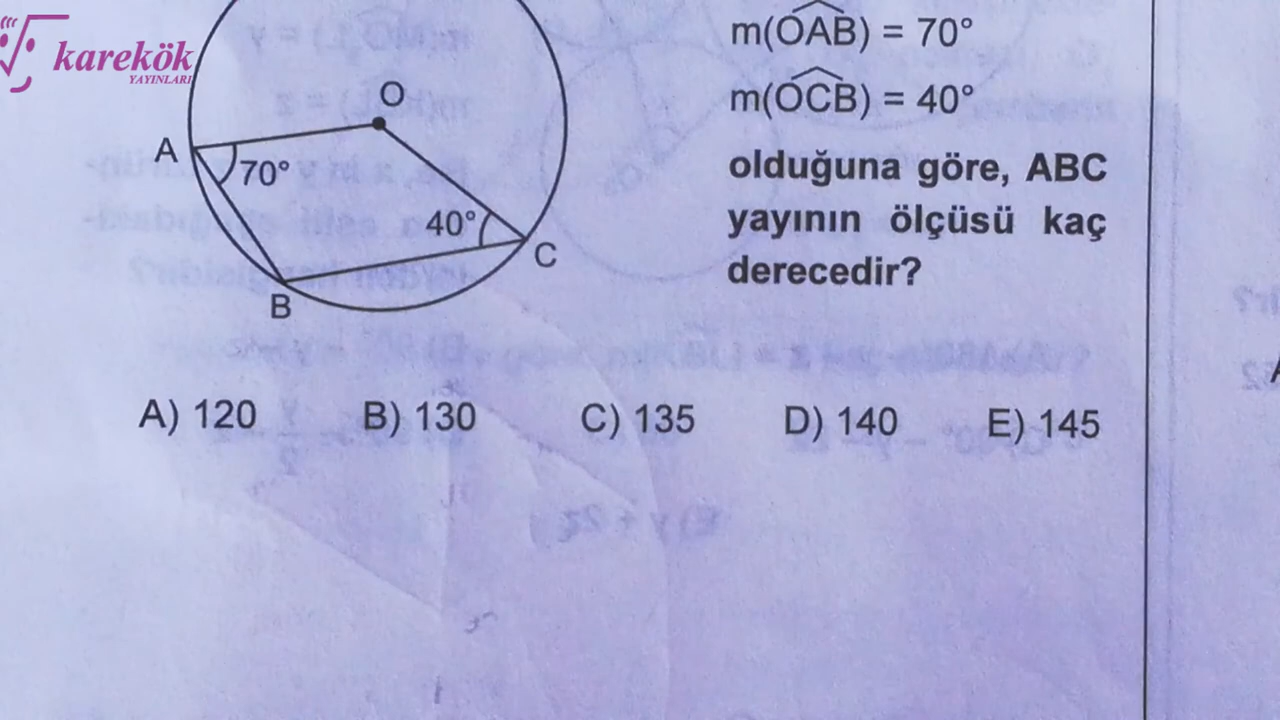 karekök
YAYINLARI
m(OAB) = 70°
O
m(OCB) = 40°
A
70°
olduğuna göre, ABC
40°
yayının ölçüsü kaç
C
derecedir?
B
A) 120 B) 130 C) 135 D) 140 E) 145